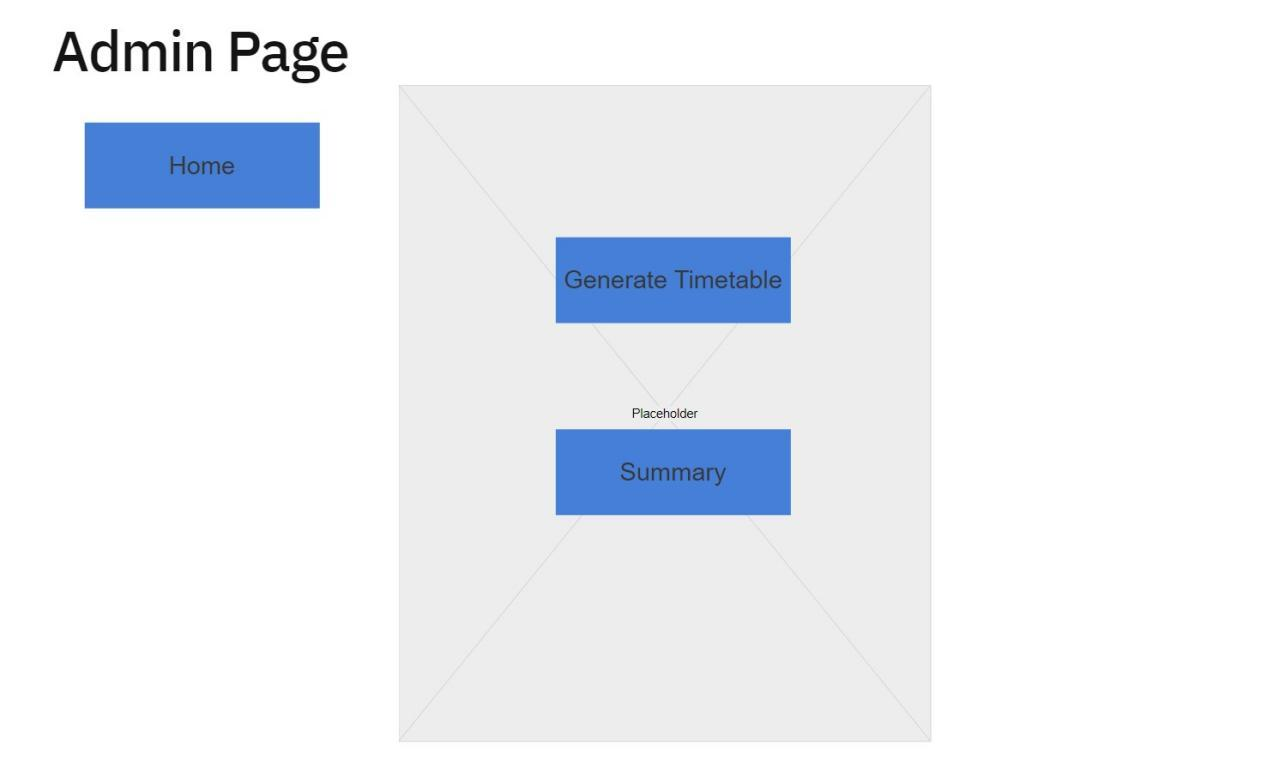 Admin Page
Home
Generate Timetable
Placeholder
Summary